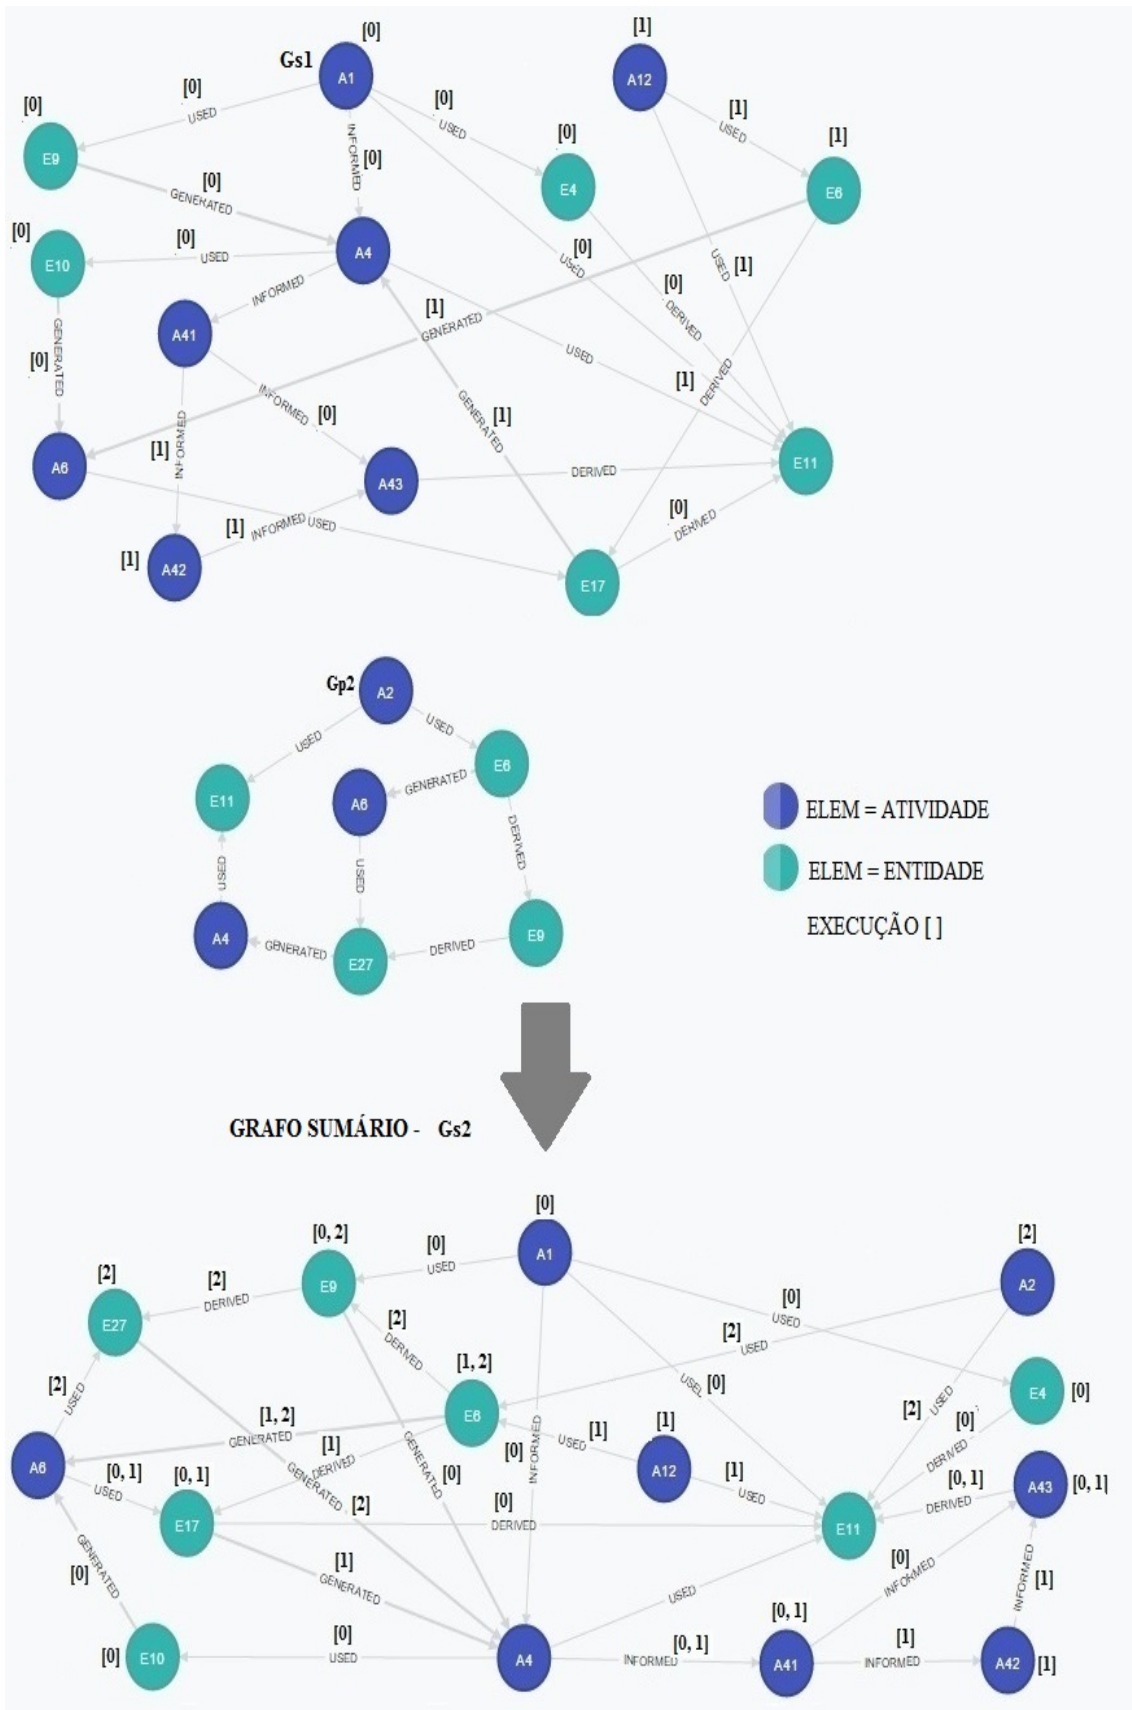 [0]
[1]
Gs1
A1
A12
[0]
[0]
[0]
USED
USED
[1]
USED
[0]
[1]
E9
INFORMED
[0]
E4
E6
[0]
GENERATED
[0]
[0]
USED
A4
[0]
USED
USED
[1]
E10
INFORMED
[0]
DERIVED
[1]
GENERATED
A41
GENERATED
[0]
USED
DERIVED
[1]
INFORMED
[0]
GENERATED
[1]
[1]
INFORMED
A6
A43
DERIVED
E11
[1]
INFORMED
USED
[0]
DERIVED
[1]
A42
E17
Gp2
A2
USED
USED
E6
E11
A6
GENERATED
DERIVED
USED
USED
A4
GENERATED
E27
DERIVED
E9
ELEM = ATIVIDADE
ELEM = ENTIDADE
EXECUÇÃO [ ]
GRAFO SUMÁRIO - Gs2
[0]
[0, 2]
[0]
USED
A1
[2]
[2]
[2]
DERIVED
E9
A2
E27
[2]
DERIVED
[0]
USED
[2]
USED
[1, 2]
[2]
USED
USEL
[0]
E4
[0]
[1, 2]
GENERATED
E6
[2]
USED
[0]
DERIVED
A6
[1]
DERIVED
GENERATED
[0]
INFORMED
[0]
USED
[1]
[1]
A12
[1]
USED
[0, 1]
USED
[0, 1]
GENERATED
[2]
[0, 1]
DERIVED
A43
[0, 1]
E17
[0]
DERIVED
E11
GENERATED
[0]
[1]
GENERATED
USED
[0]
INFORMED
INFORMED
[1]
[0]
E10
[0]
USED
A4
[0, 1]
INFORMED
[0, 1]
A41
[1]
INFORMED
A42
[1]